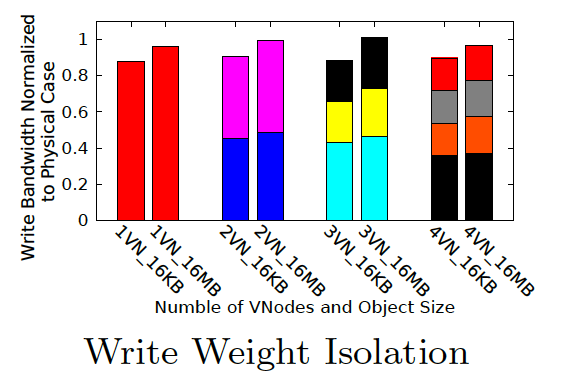 Write Bandwidth Normalized
to Physical Case
1
0.8
0.6
0.4
0.2
0
1VN_16KB
1VN_16MB
2VN_16KB
2VN_16MB
3VN_16KB
3VN_16MB
4VN_16KB
4VN_16MB
Numble of VNodes and Object Size
Write Weight Isolation